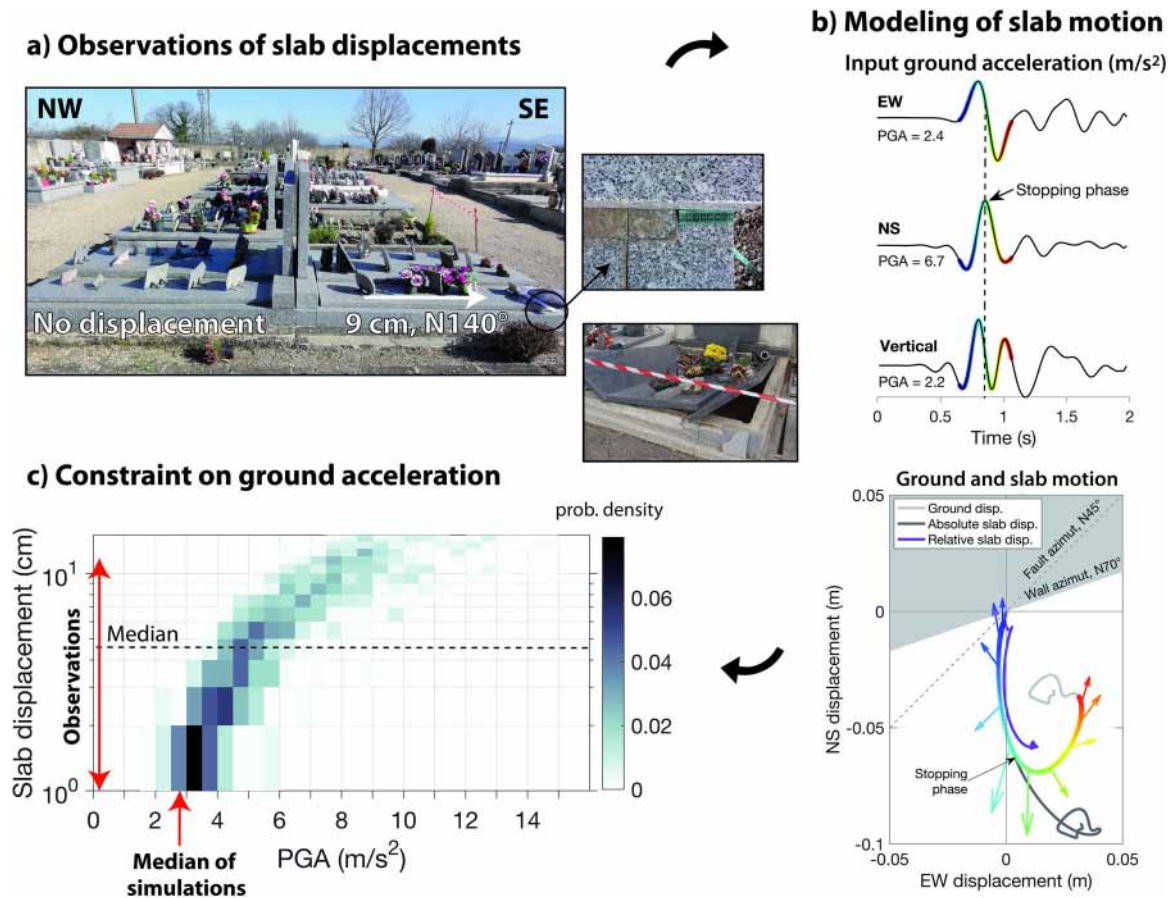 a) Observations of slab displacements
NW
SE
No displacement
9 cm, N140°
b) Modeling of slab motion
Input ground acceleration (m/s²)
EW
PGA = 2.4
Stopping phase
NS
PGA = 6.7
Vertical
PGA = 2.2
0 0.5 1 1.5 2
Time (s)
c) Constraint on ground acceleration
prob. density
Slab displacement (cm)
Observations
10¹
10⁰
Median
0.06
0.04
0.02
0
0 2 4 6 8 10 12 14
PGA (m/s²)
Median of
simulations
Ground and slab motion
0.05
0
-0.05
-0.1
NS displacement (m)
Ground disp.
Absolute slab disp.
Relative slab disp.
Fault azimut, N45°
Wall azimut, N70°
Stopping
phase
-0.05 0 0.05
EW displacement (m)